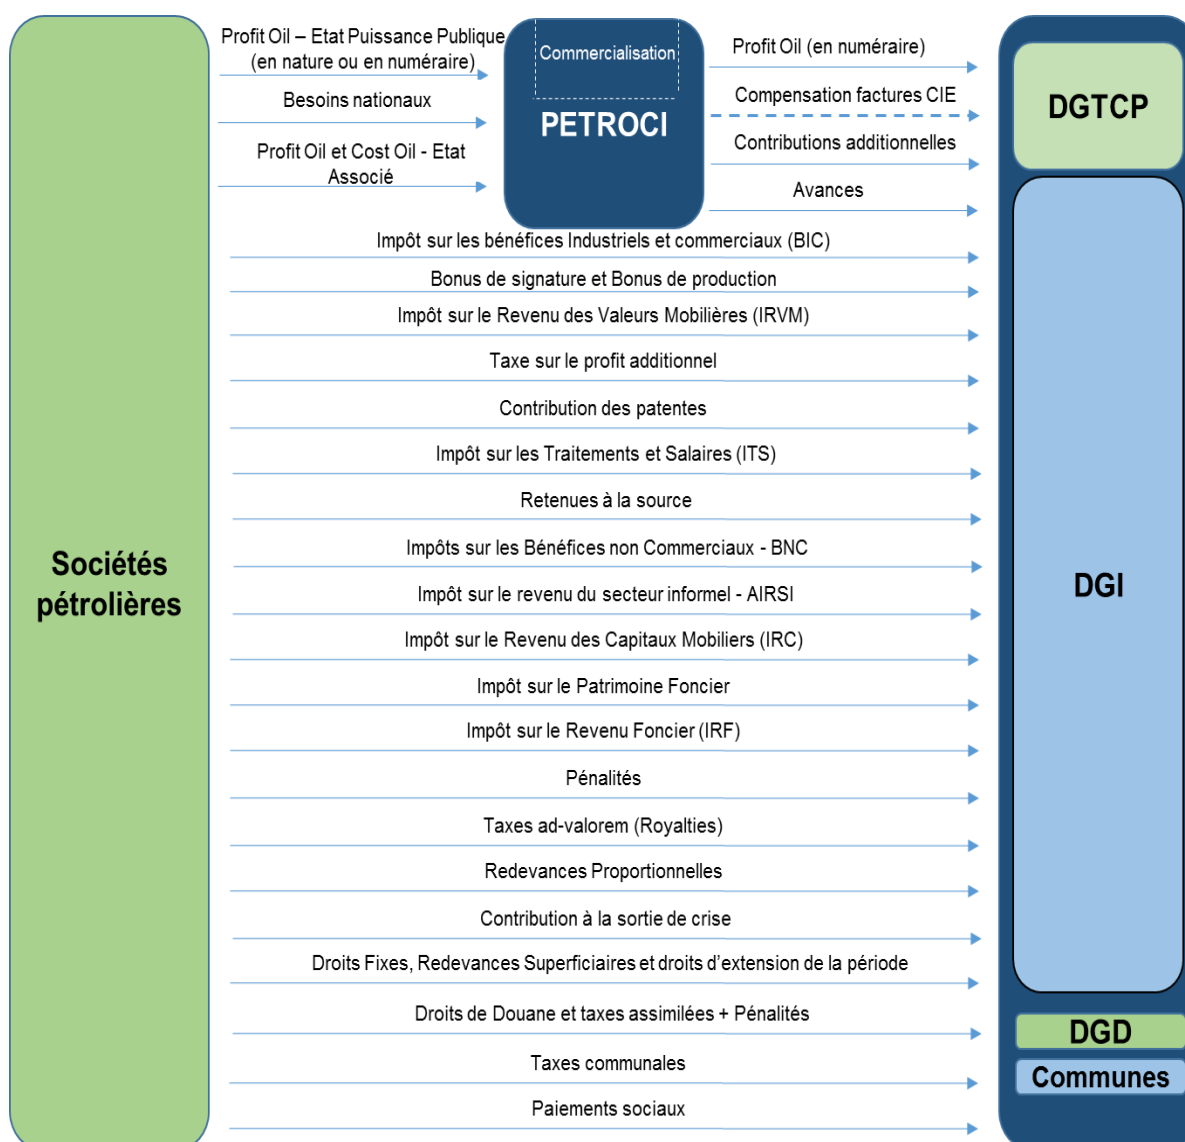 Profit Oil – Etat Puissance Publique
(en nature ou en numéraire)
Besoins nationaux
Profit Oil et Cost Oil - Etat
Associé
Commercialisation
PETROCI
Profit Oil (en numéraire)
Compensation factures CIE
Contributions additionnelles
Avances
DGTCP
Impôt sur les bénéfices Industriels et commerciaux (BIC)
Bonus de signature et Bonus de production
Impôt sur le Revenu des Valeurs Mobilières (IRVM)
Taxe sur le profit additionnel
Contribution des patentes
Impôt sur les Traitements et Salaires (ITS)
Retenues à la source
Impôts sur les Bénéfices non Commerciaux - BNC
Sociétés
pétrolières
DGI
Impôt sur le revenu du secteur informel - AIRSI
Impôt sur le Revenu des Capitaux Mobiliers (IRC)
Impôt sur le Patrimoine Foncier
Impôt sur le Revenu Foncier (IRF)
Pénalités
Taxes ad-valorem (Royalties)
Redevances Proportionnelles
Contribution à la sortie de crise
Droits Fixes, Redevances Superficiaires et droits d’extension de la période
Droits de Douane et taxes assimilées + Pénalités
DGD
Taxes communales
Communes
Paiements sociaux